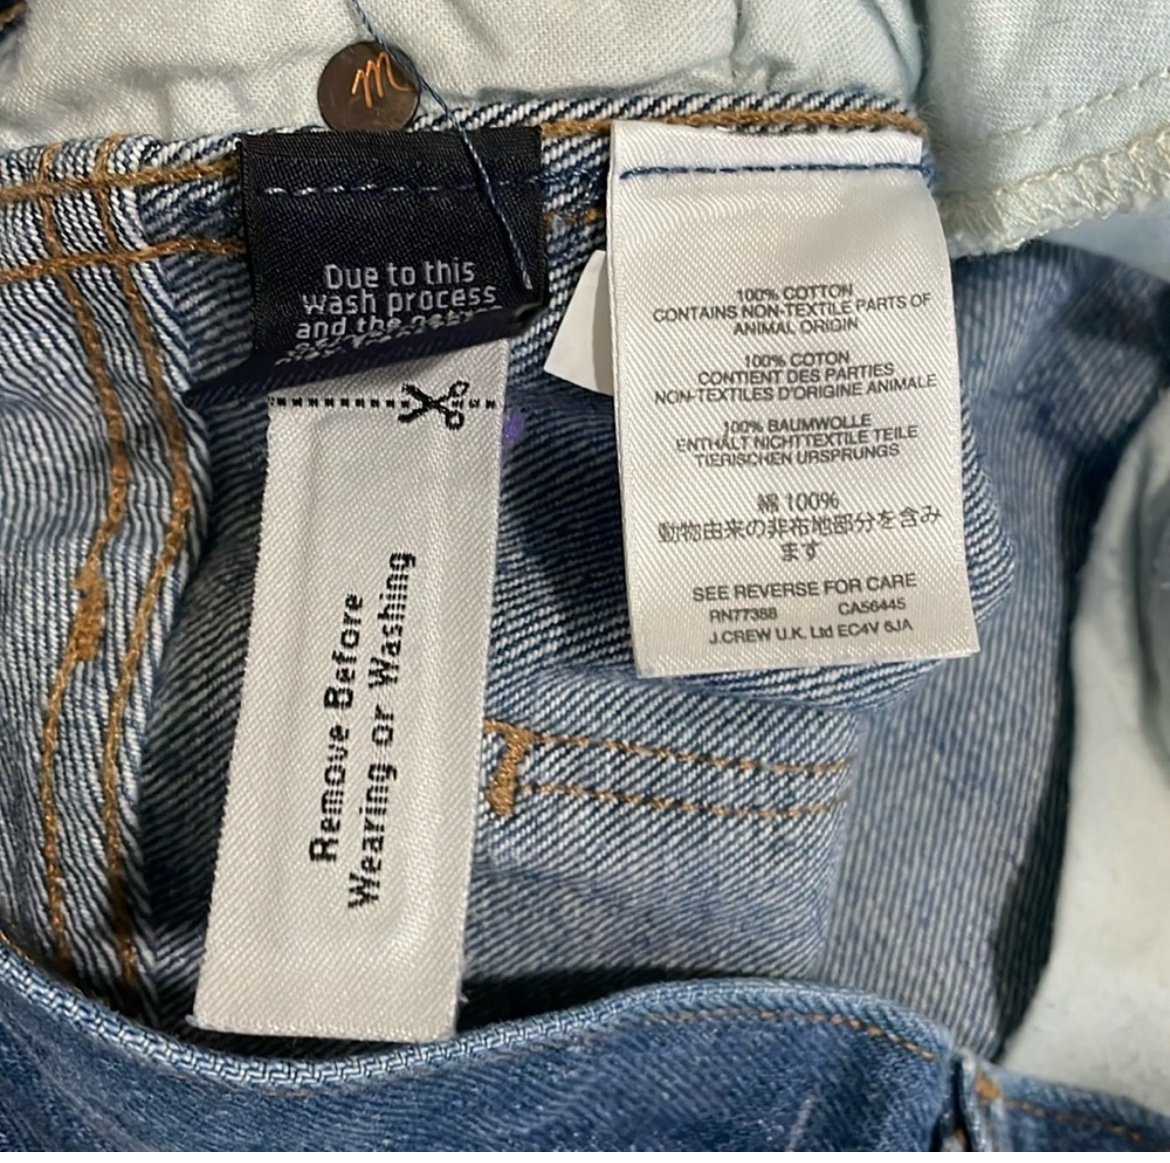 m
Due to this
wash process
and the
Remove Before
Wearing or Washing
100% COTTON
CONTAINS NON-TEXTILE PARTS OF
ANIMAL ORIGIN
100% COTON
CONTIENT DES PARTIES
NON-TEXTILES D'ORIGINE ANIMALE
100% BAUMWOLLE
ENTHÄLT NICHTTEXTILE TEILE
TIERISCHEN URSPRUNGS
綿 100%
動物由来の非布地部分を含み
ます
SEE REVERSE FOR CARE
RN77388 CA56445
J.CREW U.K. Ltd EC4V 6JA